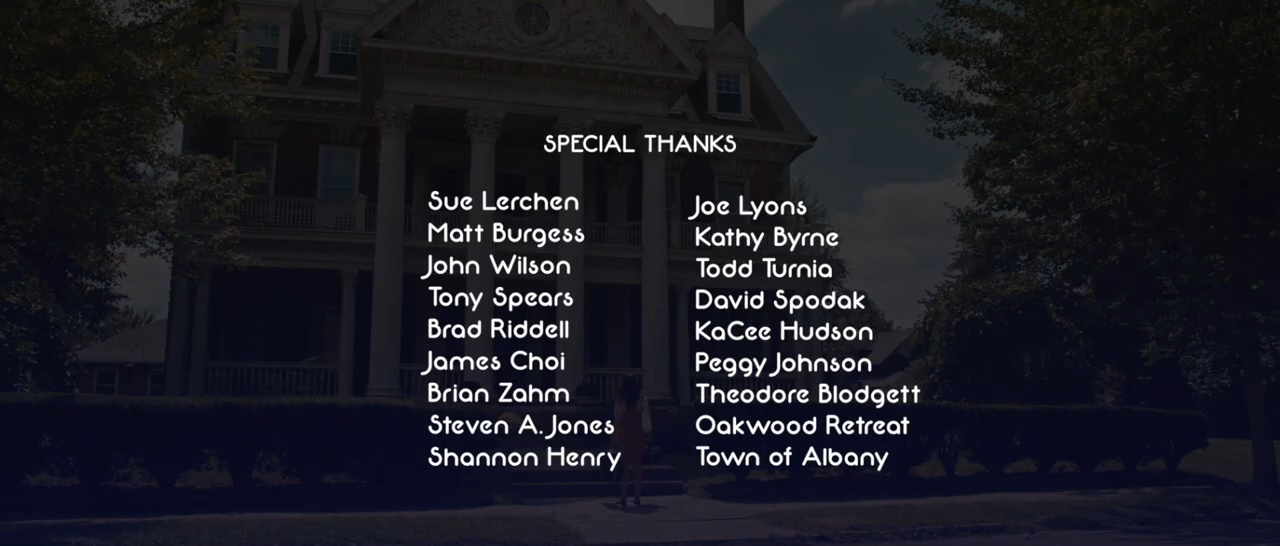 SPECIAL THANKS
Sue Lerchen
Matt Burgess
John Wilson
Tony Spears
Brad Riddell
James Choi
Brian Zahm
Steven A. Jones
Shannon Henry
Joe Lyons
Kathy Byrne
Todd Turnia
David Spodak
KaCee Hudson
Peggy Johnson
Theodore Blodgett
Oakwood Retreat
Town of Albany